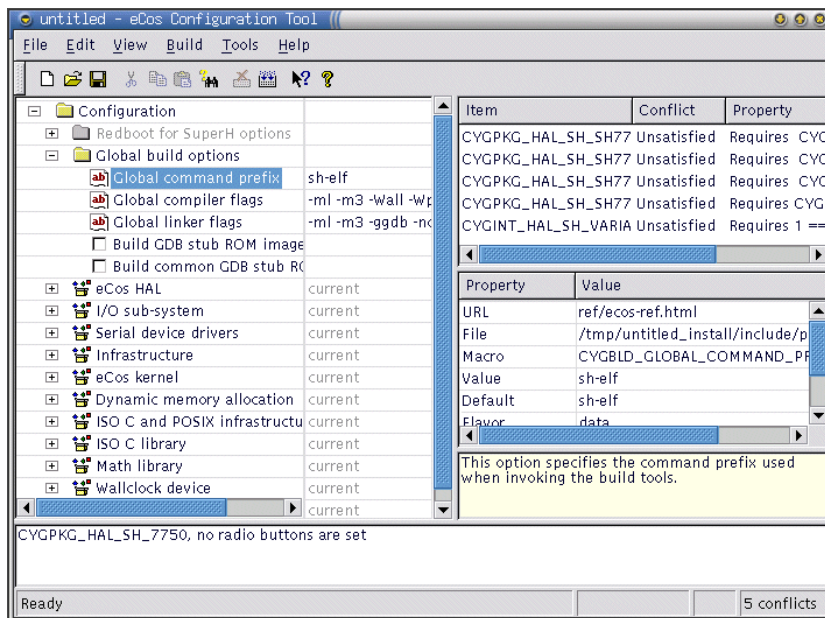 untitled - eCos Configuration Tool
File Edit View Build Tools Help
Configuration
Redboot for SuperH options
Global build options
Global command prefix sh-elf
Global compiler flags -ml -m3 -Wall -Wp
Global linker flags -ml -m3 -ggdb -no
Build GDB stub ROM image
Build common GDB stub RO
eCos HAL current
I/O sub-system current
Serial device drivers current
Infrastructure current
eCos kernel current
Dynamic memory allocation current
ISO C and POSIX infrastructu current
ISO C library current
Math library current
Wallclock device current
current
Item Conflict Property
CYGPKG_HAL_SH_SH77 Unsatisfied Requires CYG
CYGPKG_HAL_SH_SH77 Unsatisfied Requires CYG
CYGPKG_HAL_SH_SH77 Unsatisfied Requires CYG
CYGPKG_HAL_SH_SH77 Unsatisfied Requires CYG
CYGINT_HAL_SH_VARIA Unsatisfied Requires 1 ==
Property Value
URL ref/ecos-ref.html
File /tmp/untitled_install/include/p
Macro CYGBLD_GLOBAL_COMMAND_PR
Value sh-elf
Default sh-elf
Flavor data
This option specifies the command prefix used
when invoking the build tools.
CYGPKG_HAL_SH_7750, no radio buttons are set
Ready 5 conflicts